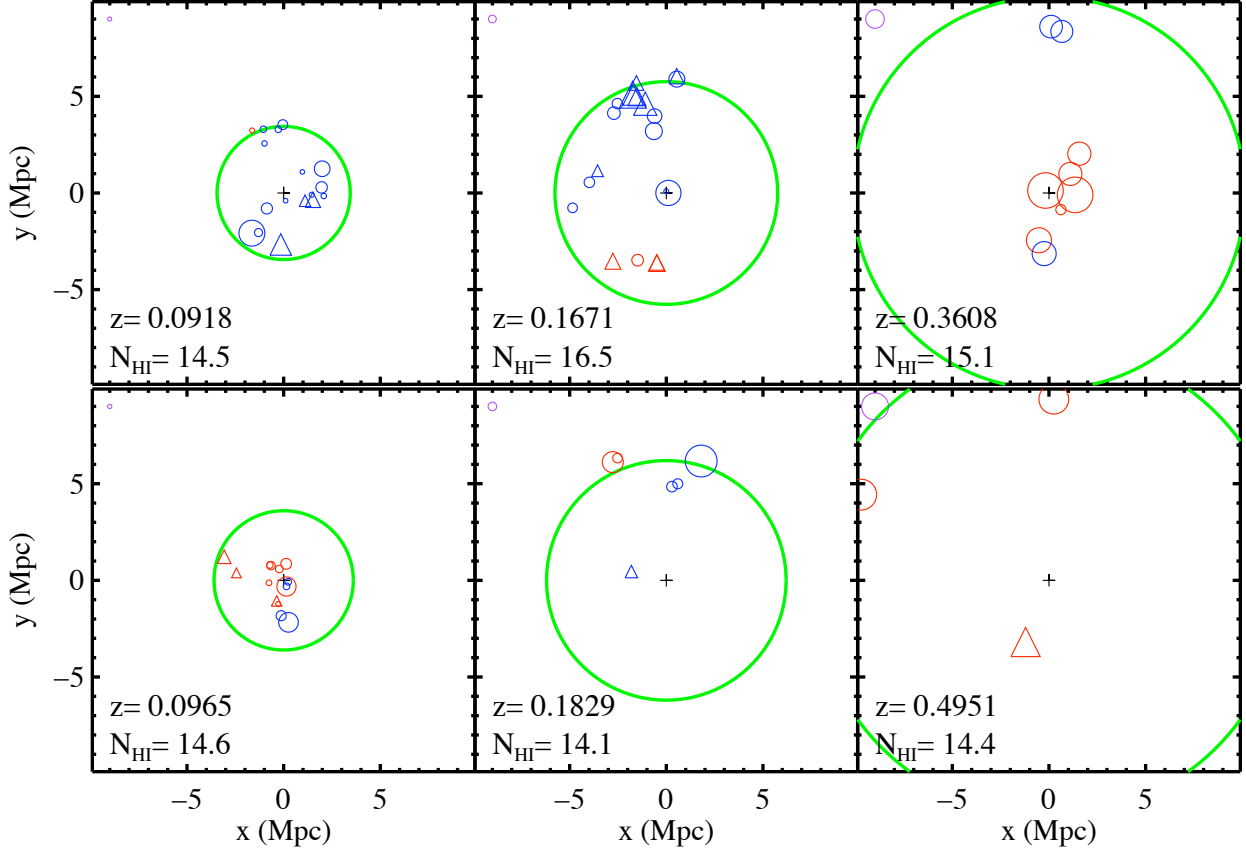 y (Mpc)
5
0
−5
z= 0.0918
N_HI= 14.5
z= 0.1671
N_HI= 16.5
z= 0.3608
N_HI= 15.1
y (Mpc)
5
0
−5
z= 0.0965
N_HI= 14.6
z= 0.1829
N_HI= 14.1
z= 0.4951
N_HI= 14.4
−5 0 5
−5 0 5
−5 0 5
x (Mpc)
x (Mpc)
x (Mpc)